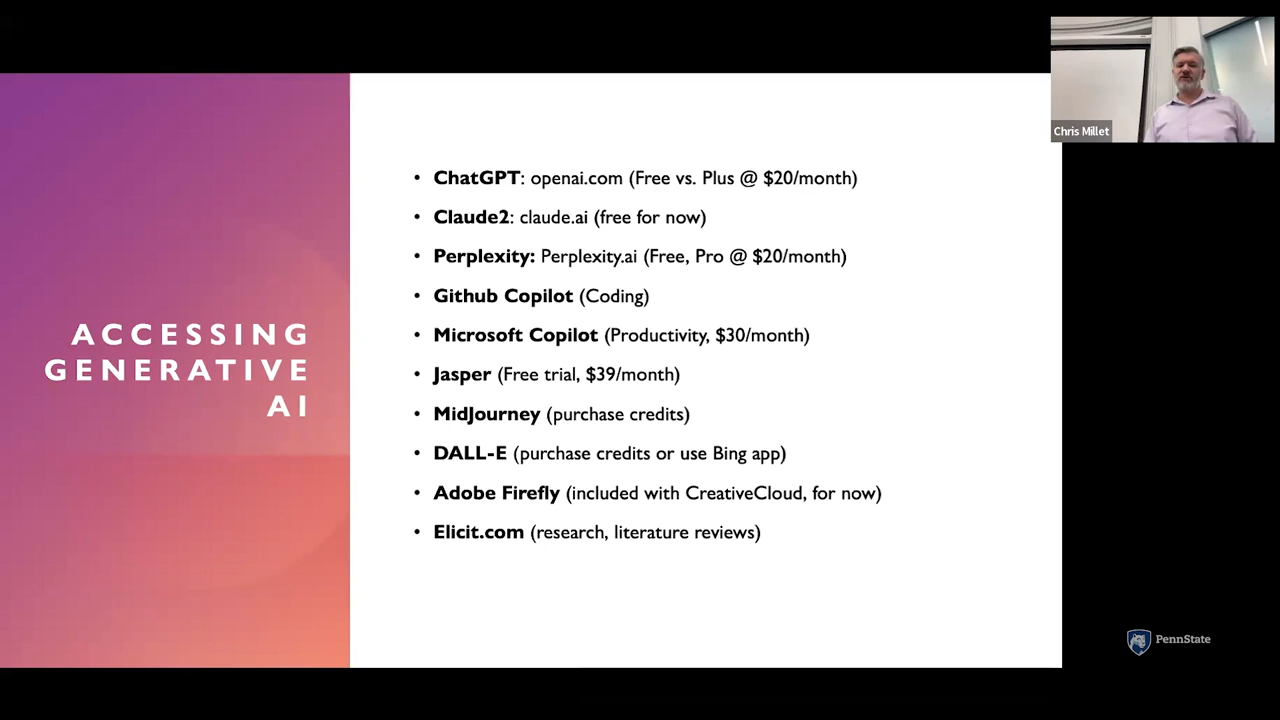 ACCESSING
GENERATIVE
AI
• ChatGPT: openai.com (Free vs. Plus @ $20/month)
• Claude2: claude.ai (free for now)
• Perplexity: Perplexity.ai (Free, Pro @ $20/month)
• Github Copilot (Coding)
• Microsoft Copilot (Productivity, $30/month)
• Jasper (Free trial, $39/month)
• MidJourney (purchase credits)
• DALL-E (purchase credits or use Bing app)
• Adobe Firefly (included with CreativeCloud, for now)
• Elicit.com (research, literature reviews)
Chris Millet
PennState